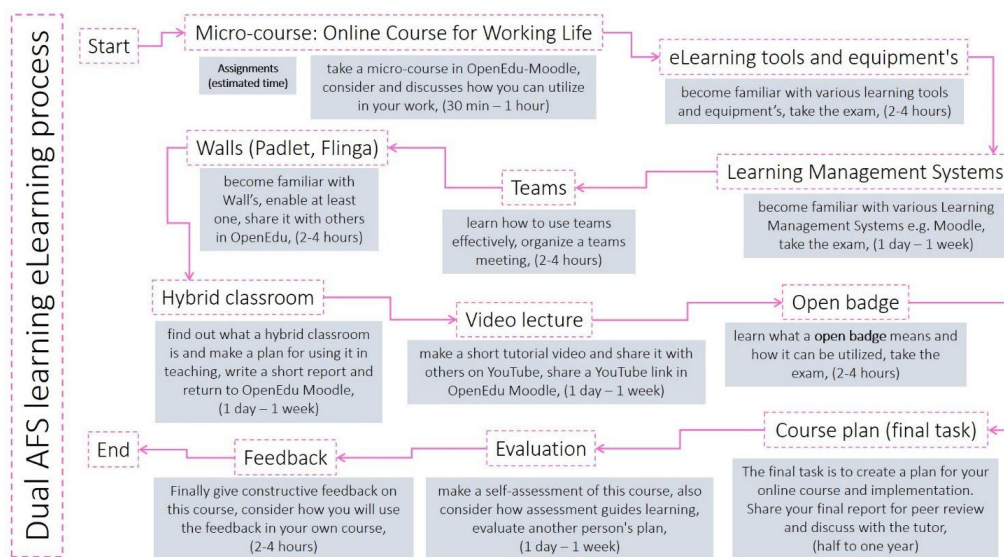 Dual AFS learning eLearning process
Start
Micro-course: Online Course for Working Life
Assignments
(estimated time)
take a micro-course in OpenEdu-Moodle,
consider and discusses how you can utilize
in your work, (30 min – 1 hour)
eLearning tools and equipment's
become familiar with various learning tools
and equipment’s, take the exam, (2-4 hours)
Learning Management Systems
become familiar with various Learning
Management Systems e.g. Moodle,
take the exam, (1 day – 1 week)
Teams
learn how to use teams
effectively, organize a teams
meeting, (2-4 hours)
Walls (Padlet, Flinga)
become familiar with
Wall’s, enable at least
one, share it with others
in OpenEdu, (2-4 hours)
Hybrid classroom
find out what a hybrid classroom
is and make a plan for using it in
teaching, write a short report and
return to OpenEdu Moodle,
(1 day – 1 week)
Video lecture
make a short tutorial video and share it with
others on YouTube, share a YouTube link in
OpenEdu Moodle, (1 day – 1 week)
Open badge
learn what a open badge means and
how it can be utilized, take the
exam, (2-4 hours)
Course plan (final task)
The final task is to create a plan for your
online course and implementation.
Share your final report for peer review
and discuss with the tutor,
(half to one year)
Evaluation
make a self-assessment of this course, also
consider how assessment guides learning,
evaluate another person's plan,
(1 day – 1 week)
Feedback
Finally give constructive feedback on
this course, consider how you will use
the feedback in your own course,
(2-4 hours)
End